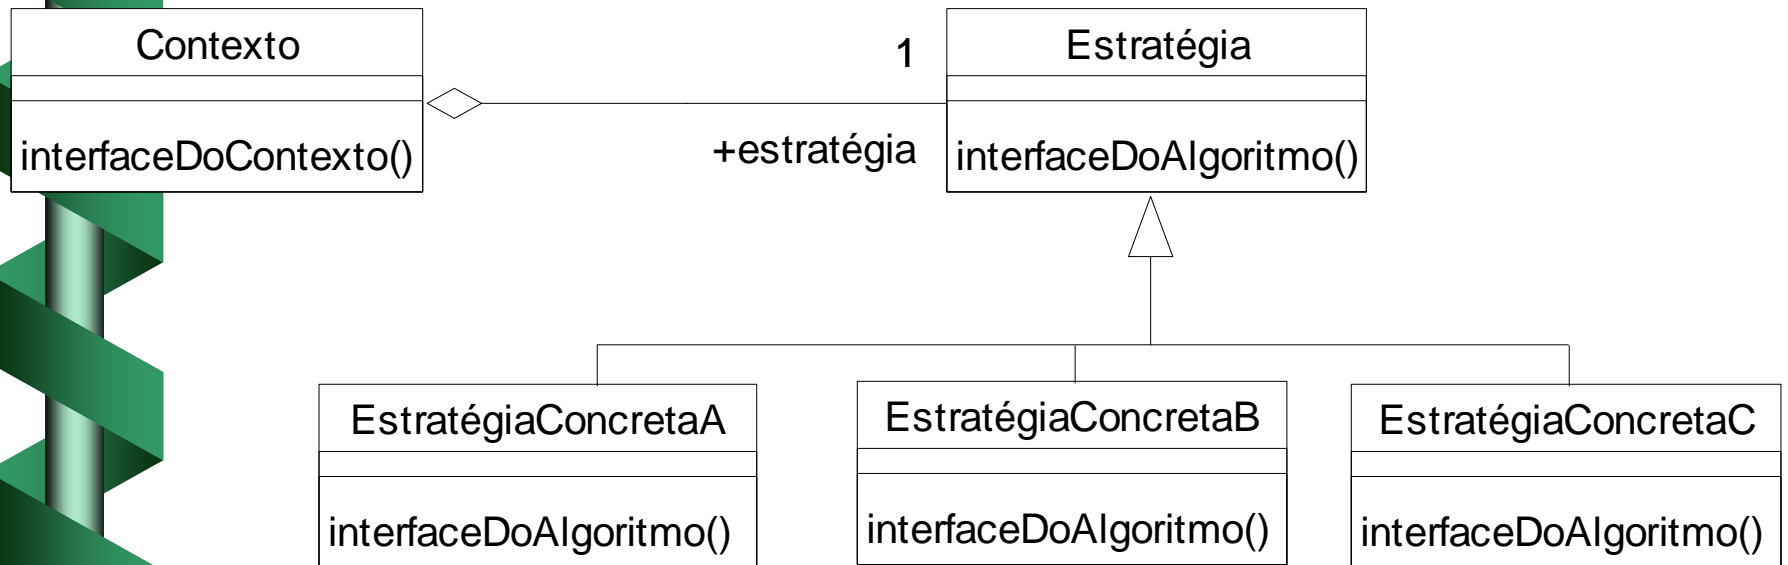 Contexto
interfaceDoContexto()
1
+estratégia
Estratégia
interfaceDoAlgoritmo()
EstratégiaConcretaA
interfaceDoAlgoritmo()
EstratégiaConcretaB
interfaceDoAlgoritmo()
EstratégiaConcretaC
interfaceDoAlgoritmo()